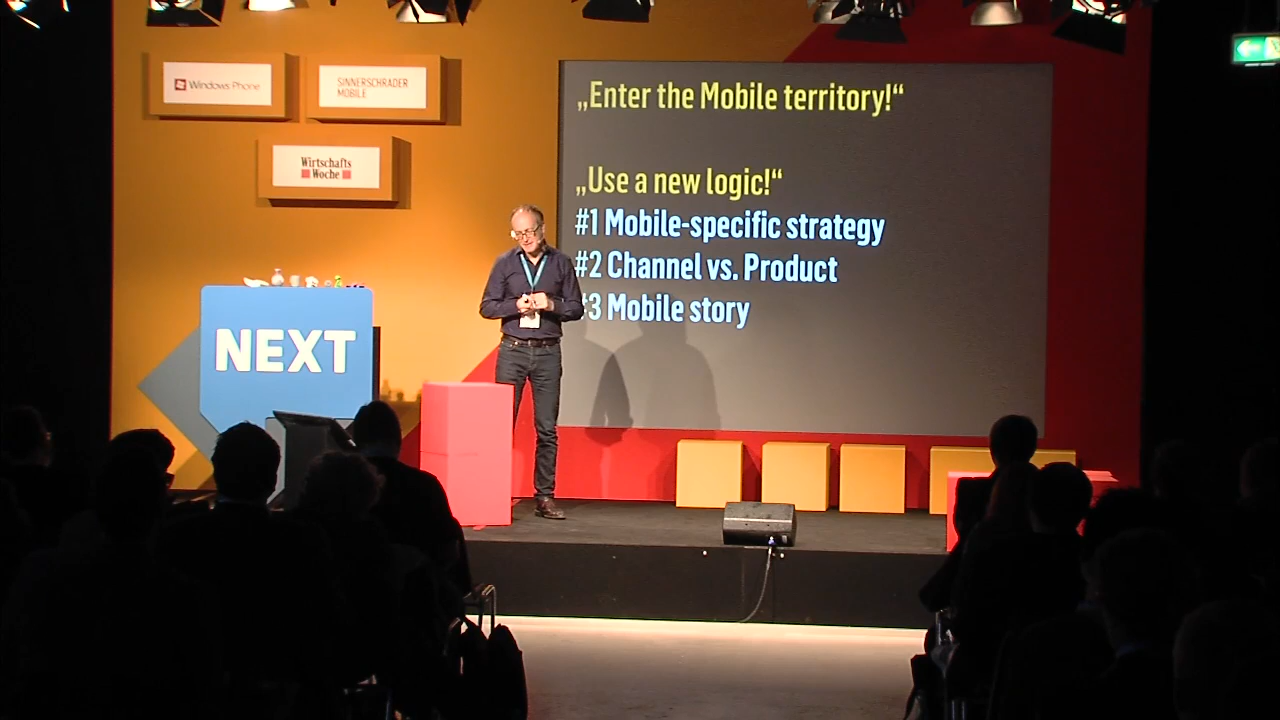 Windows Phone
SINNERSCHRADER
MOBILE
Wirtschafts
Woche
NEXT
„Enter the Mobile territory!“
„Use a new logic!“
#1 Mobile-specific strategy
#2 Channel vs. Product
#3 Mobile story